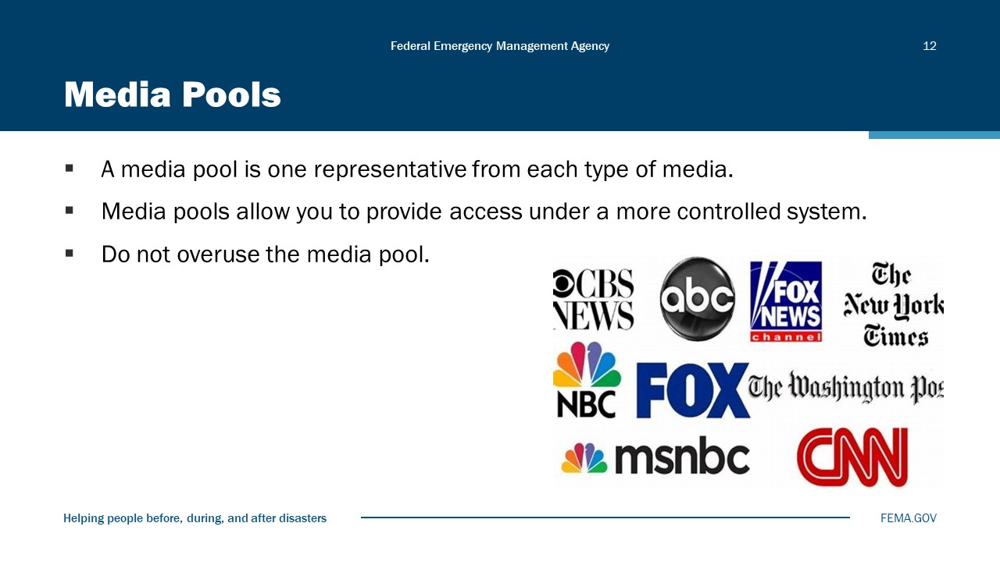 Federal Emergency Management Agency
12
Media Pools
▪ A media pool is one representative from each type of media.
▪ Media pools allow you to provide access under a more controlled system.
▪ Do not overuse the media pool.
CBS
NEWS
abc
FOX
NEWS
channel
The
New York
Times
NBC
FOX
The Washington Pos
msnbc
CNN
Helping people before, during, and after disasters
FEMA.GOV